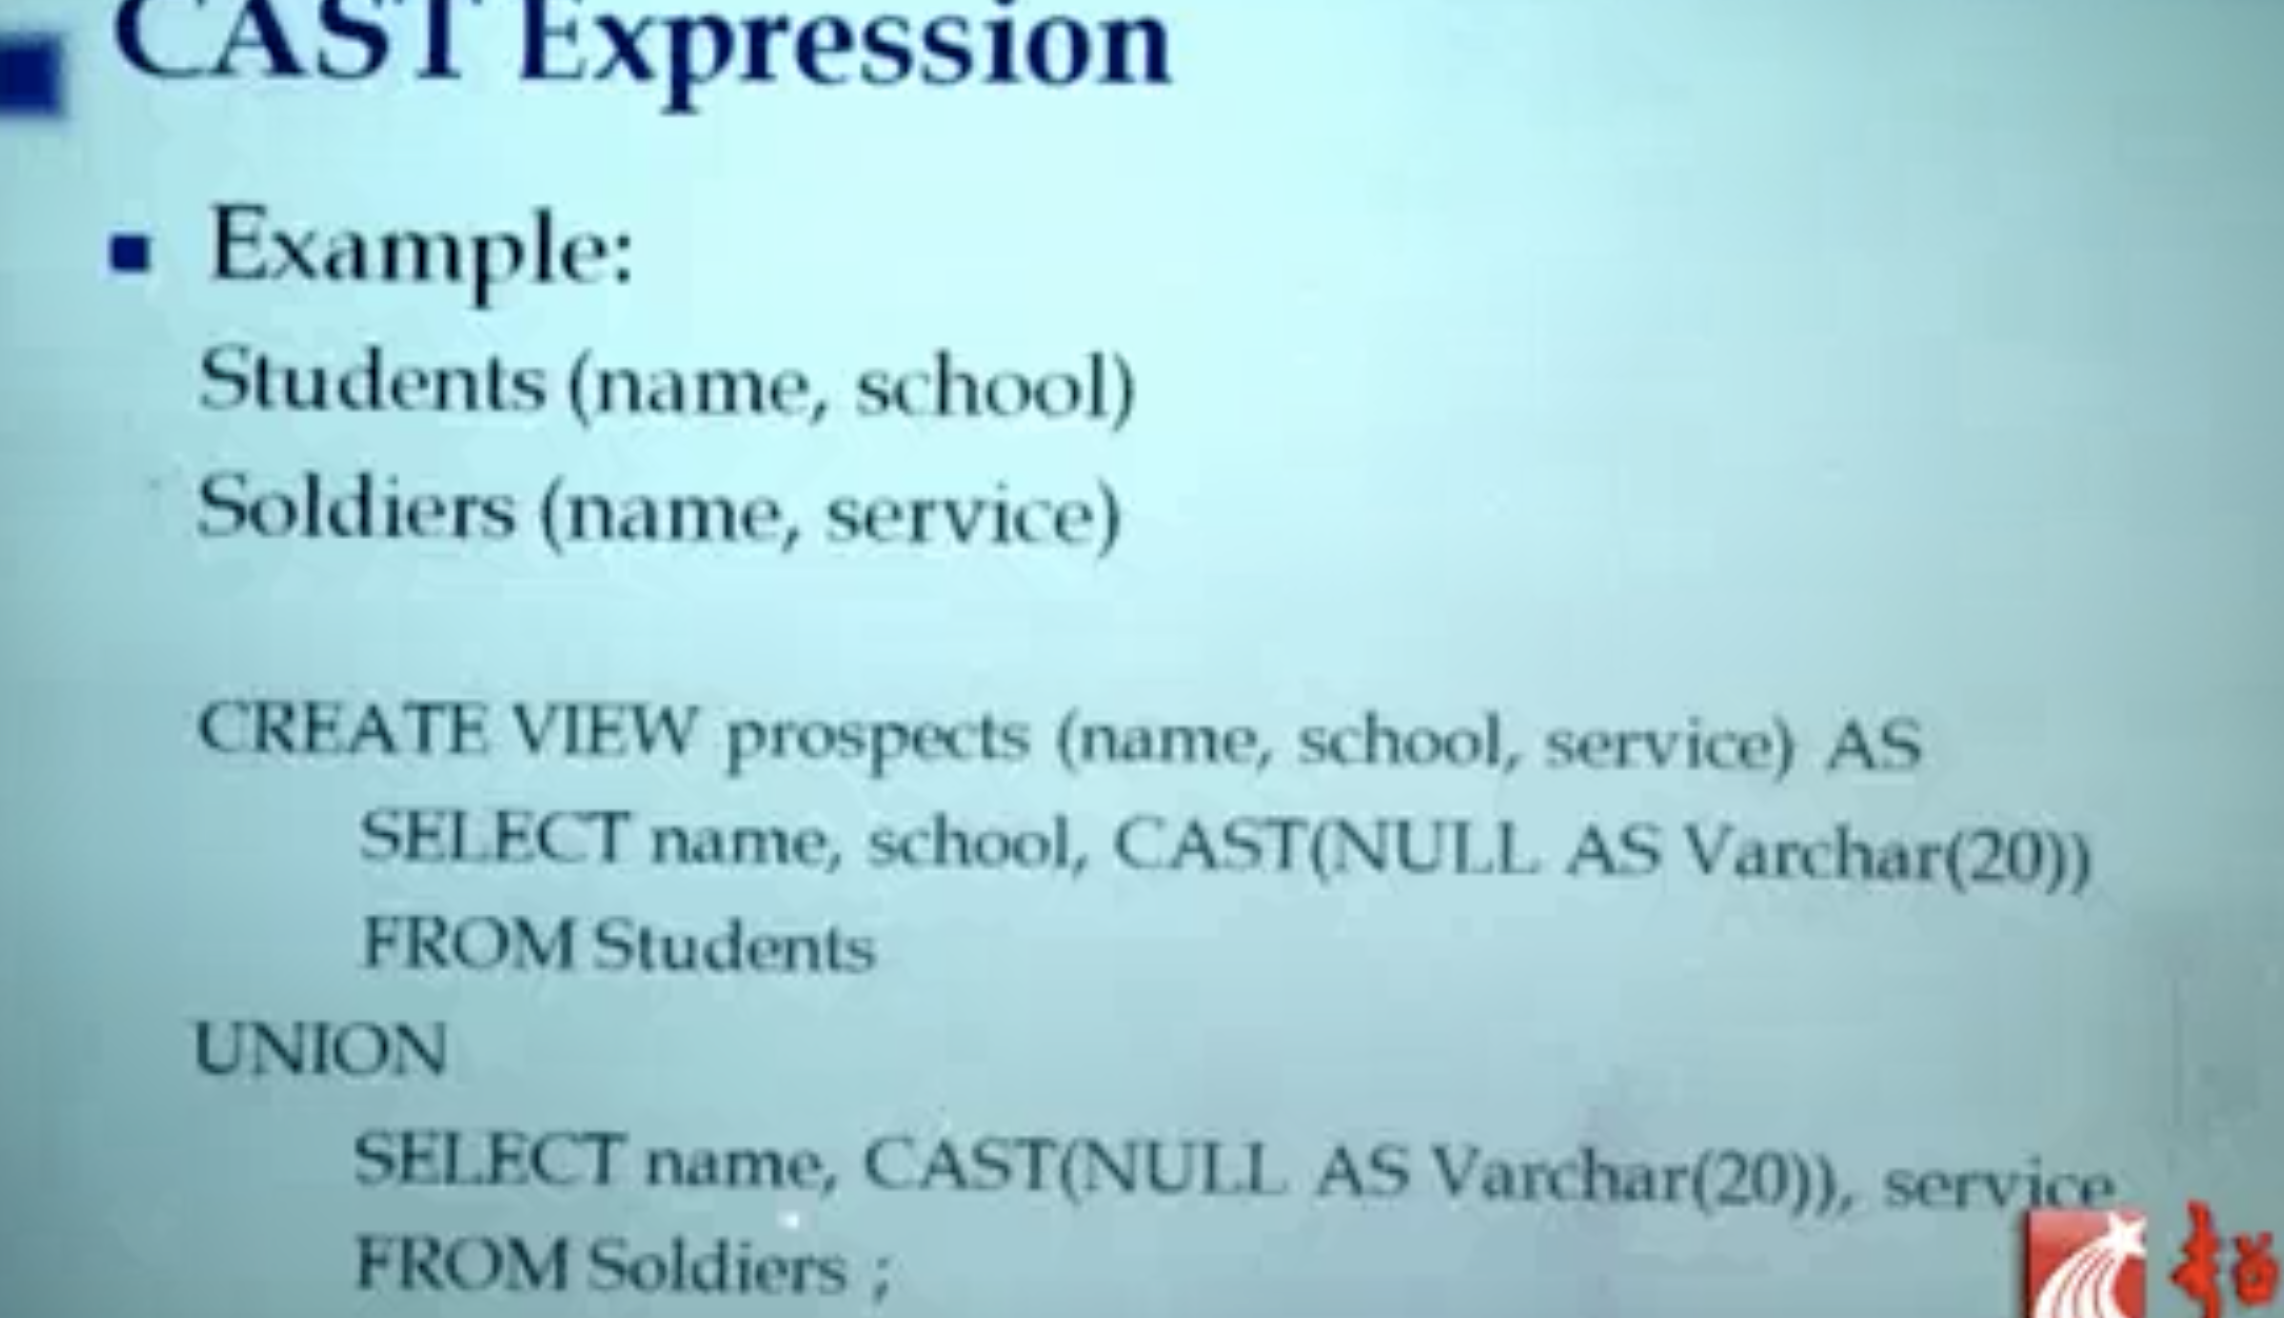 CAST Expression
Example:
Students (name, school)
Soldiers (name, service)
CREATE VIEW prospects (name, school, service) AS
SELECT name, school, CAST(NULL AS Varchar(20))
FROM Students
UNION
SELECT name, CAST(NULL AS Varchar(20)), service
FROM Soldiers ;